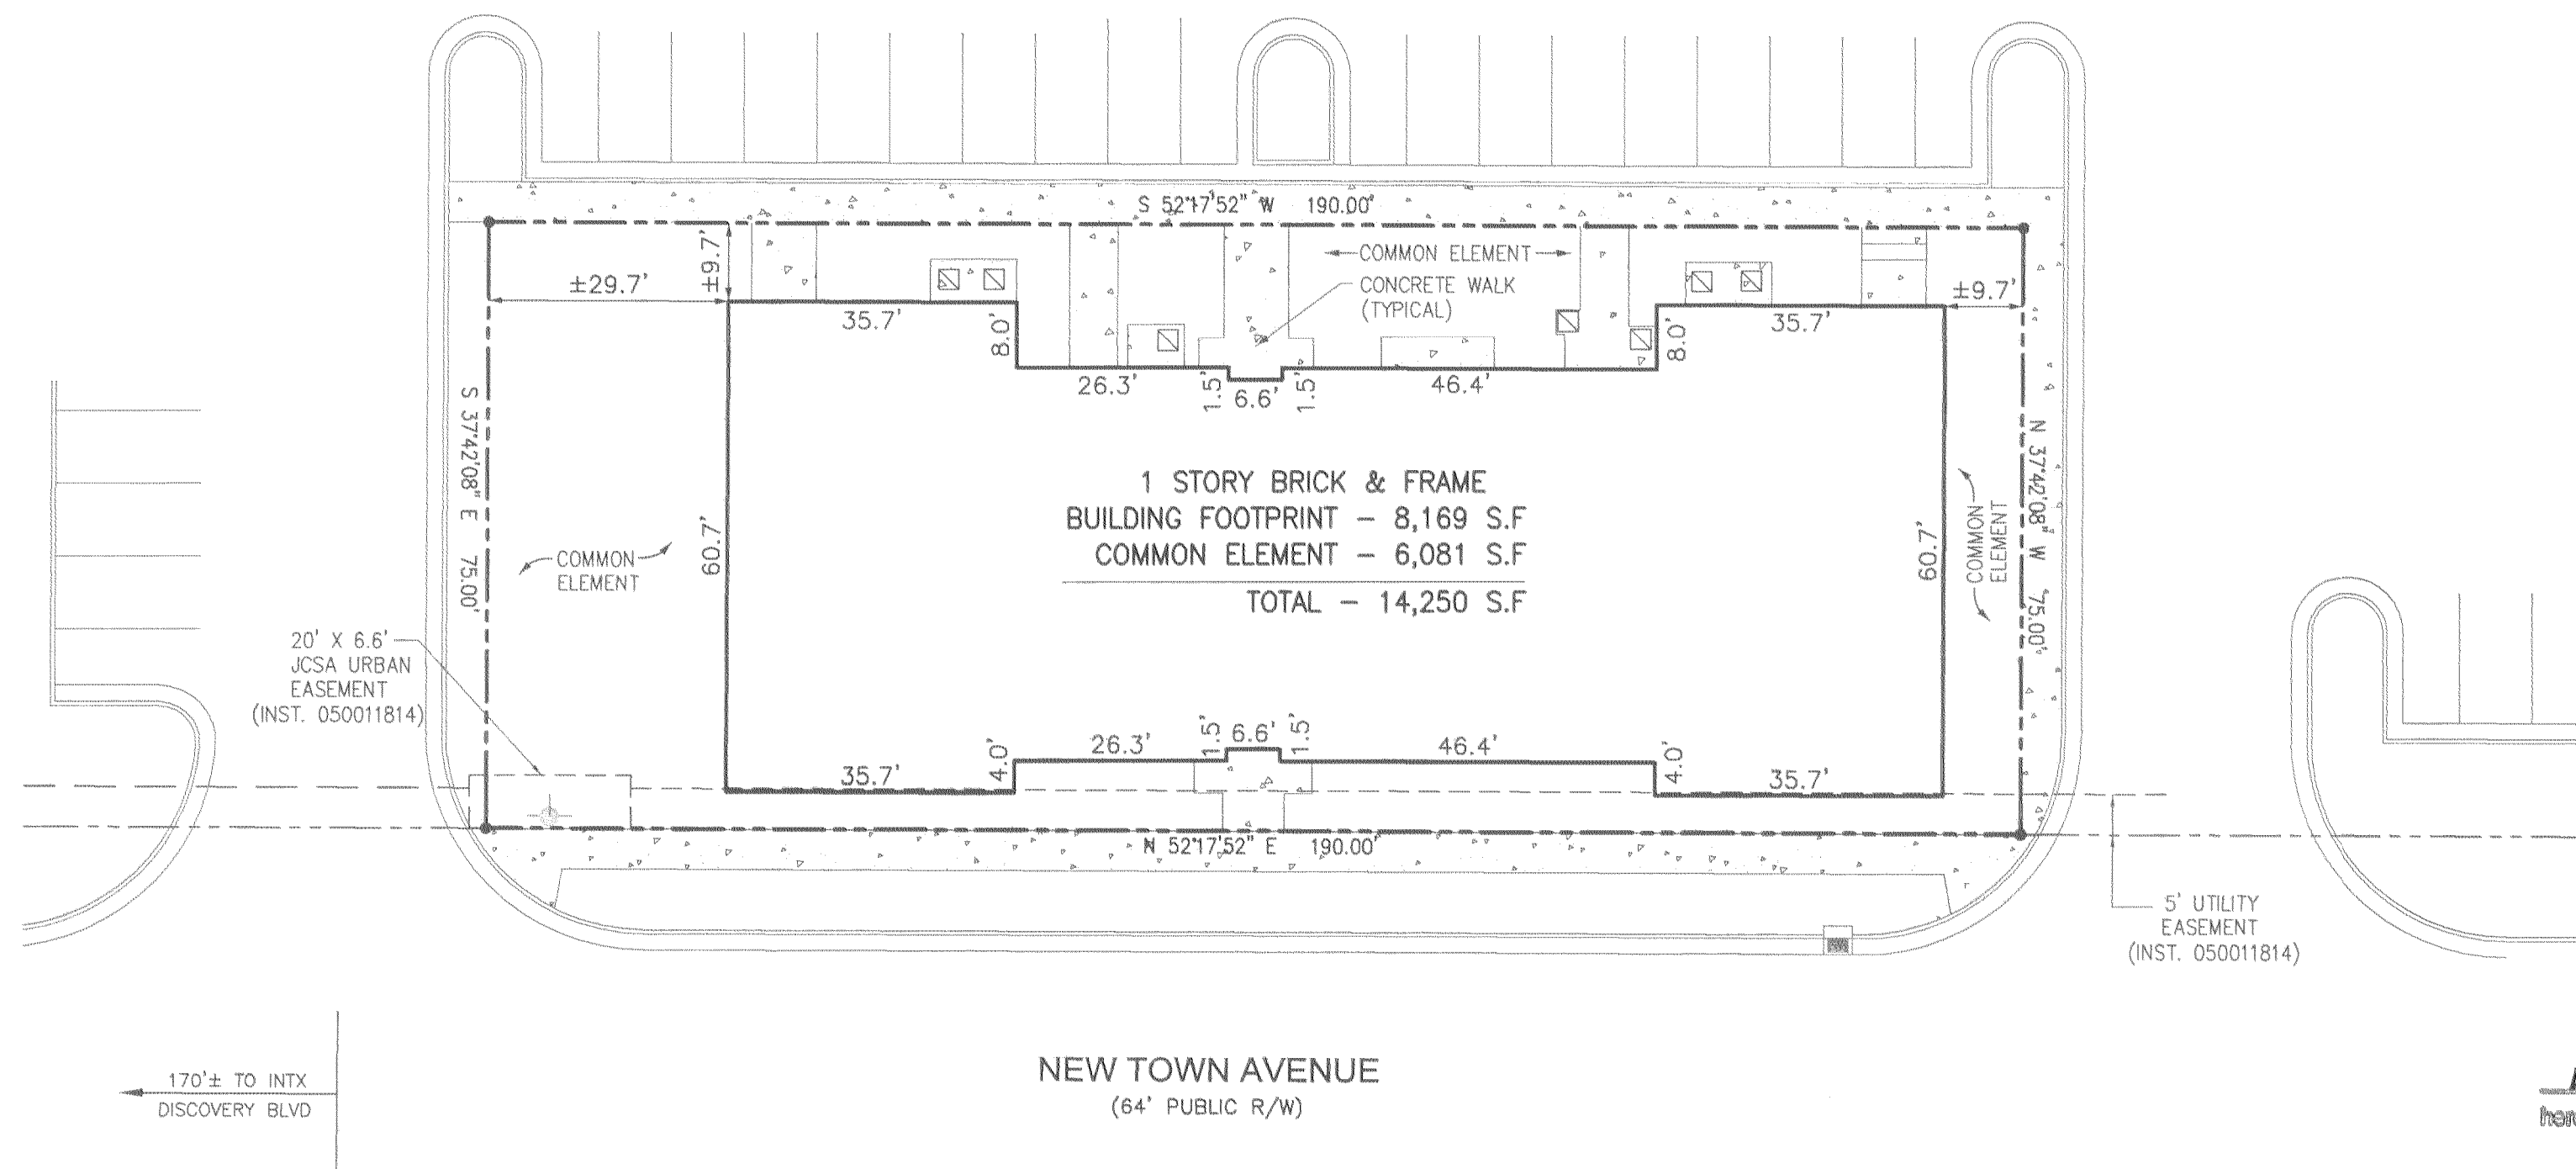 S 52°17'52" W 190.00'
±29.7'
±9.7'
COMMON ELEMENT
CONCRETE WALK
(TYPICAL)
±9.7'
35.7'
8.0'
26.3'
1.5'
6.6'
1.5'
46.4'
8.0'
35.7'
S 37°42'08" E 75.00'
N 37°42'08" W 75.00'
1 STORY BRICK & FRAME
BUILDING FOOTPRINT - 8,169 S.F
COMMON ELEMENT - 6,081 S.F
TOTAL - 14,250 S.F
COMMON
ELEMENT
60.7'
60.7'
COMMON
ELEMENT
20' X 6.6'
JCSA URBAN
EASEMENT
(INST. 050011814)
35.7'
4.0'
26.3'
1.5'
6.6'
1.5'
46.4'
4.0'
35.7'
N 52°17'52" E 190.00'
5' UTILITY
EASEMENT
(INST. 050011814)
NEW TOWN AVENUE
(64' PUBLIC R/W)
170'± TO INTX
DISCOVERY BLVD